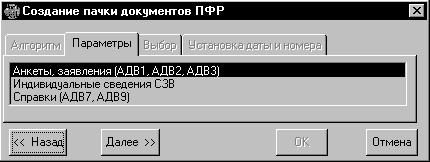 Создание пачки документов ПФР
Алгоритм Параметры Выбор Установка даты и номера
Анкеты, заявления (АДВ1, АДВ2, АДВ3)
Индивидуальные сведения СЗВ
Справки (АДВ7, АДВ9)
<< Назад Далее >> OK Отмена